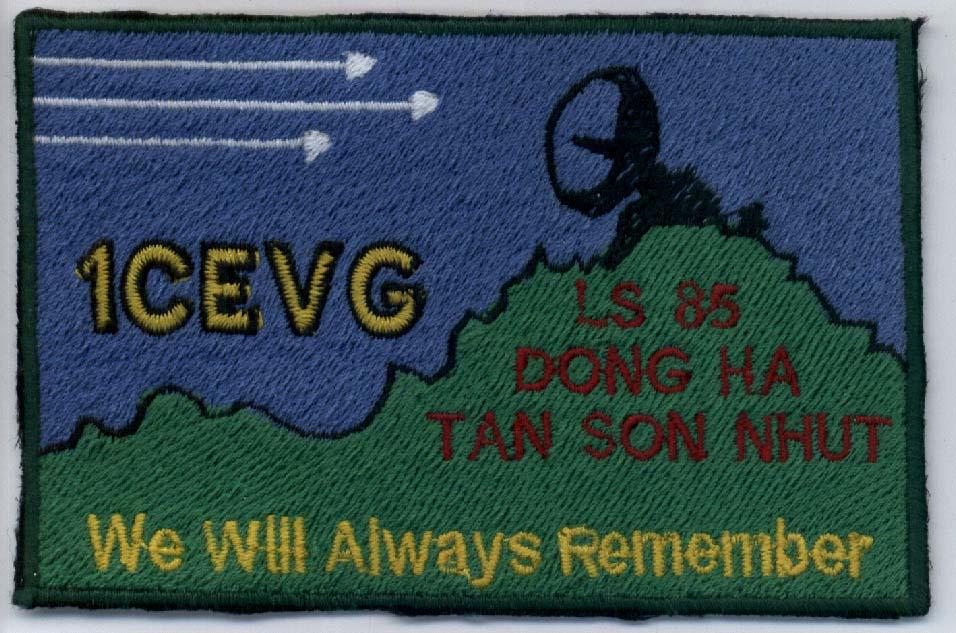 1CEVG
LS 85
DONG HA
TAN SON NHUT
We Will Always Remember